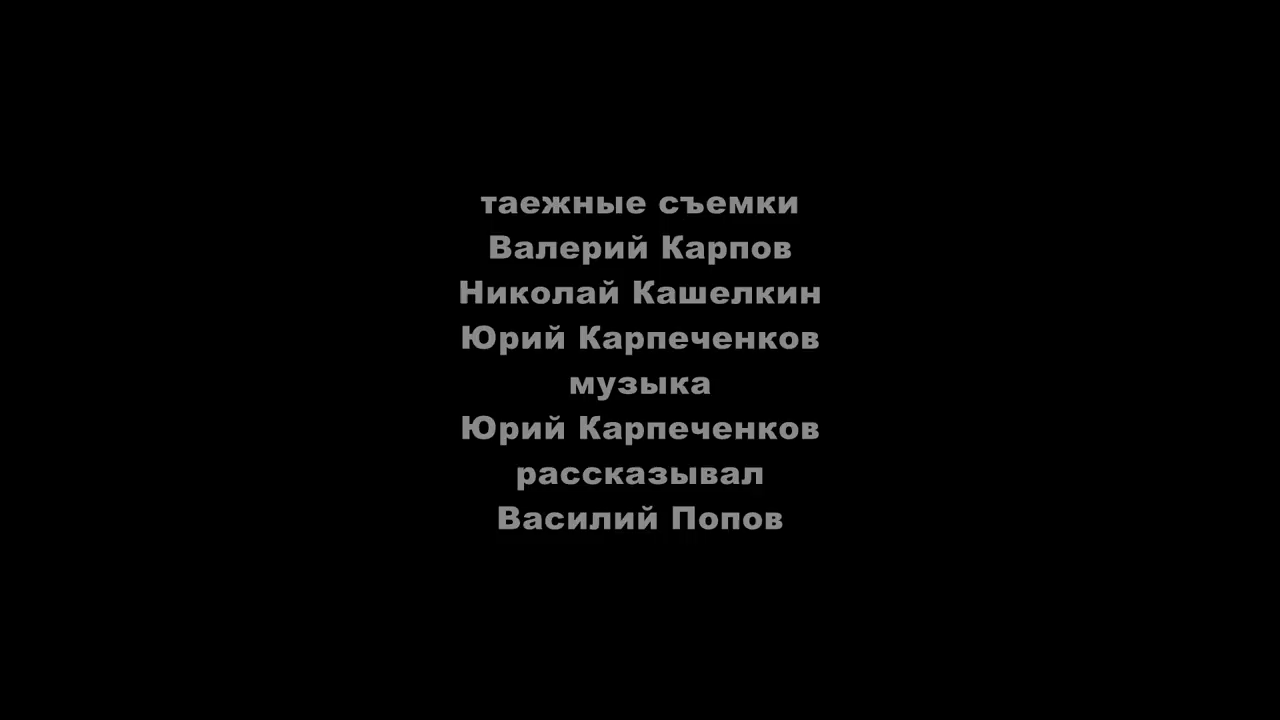 таежные съемки
Валерий Карпов
Николай Кашелкин
Юрий Карпеченков
музыка
Юрий Карпеченков
рассказывал
Василий Попов